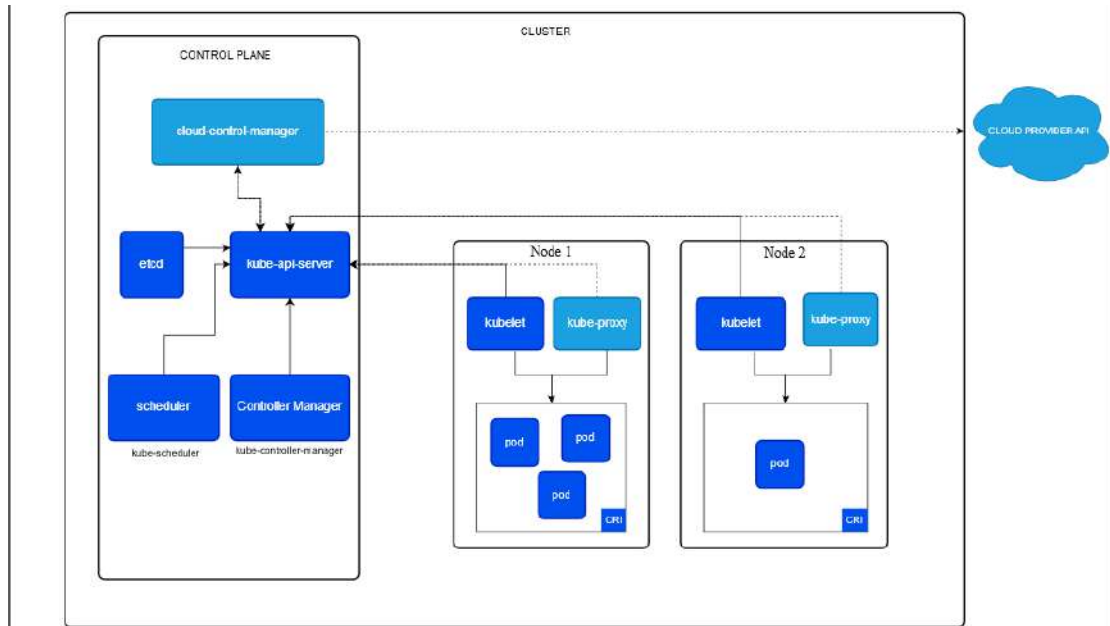 CLUSTER
CONTROL PLANE
cloud-control-manager
CLOUD PROVIDER API
etcd
kube-api-server
Node 1
Node 2
kubelet
kube-proxy
kubelet
kube-proxy
scheduler
Controller Manager
kube-scheduler
kube-controller-manager
pod
pod
pod
pod
CRI
CRI